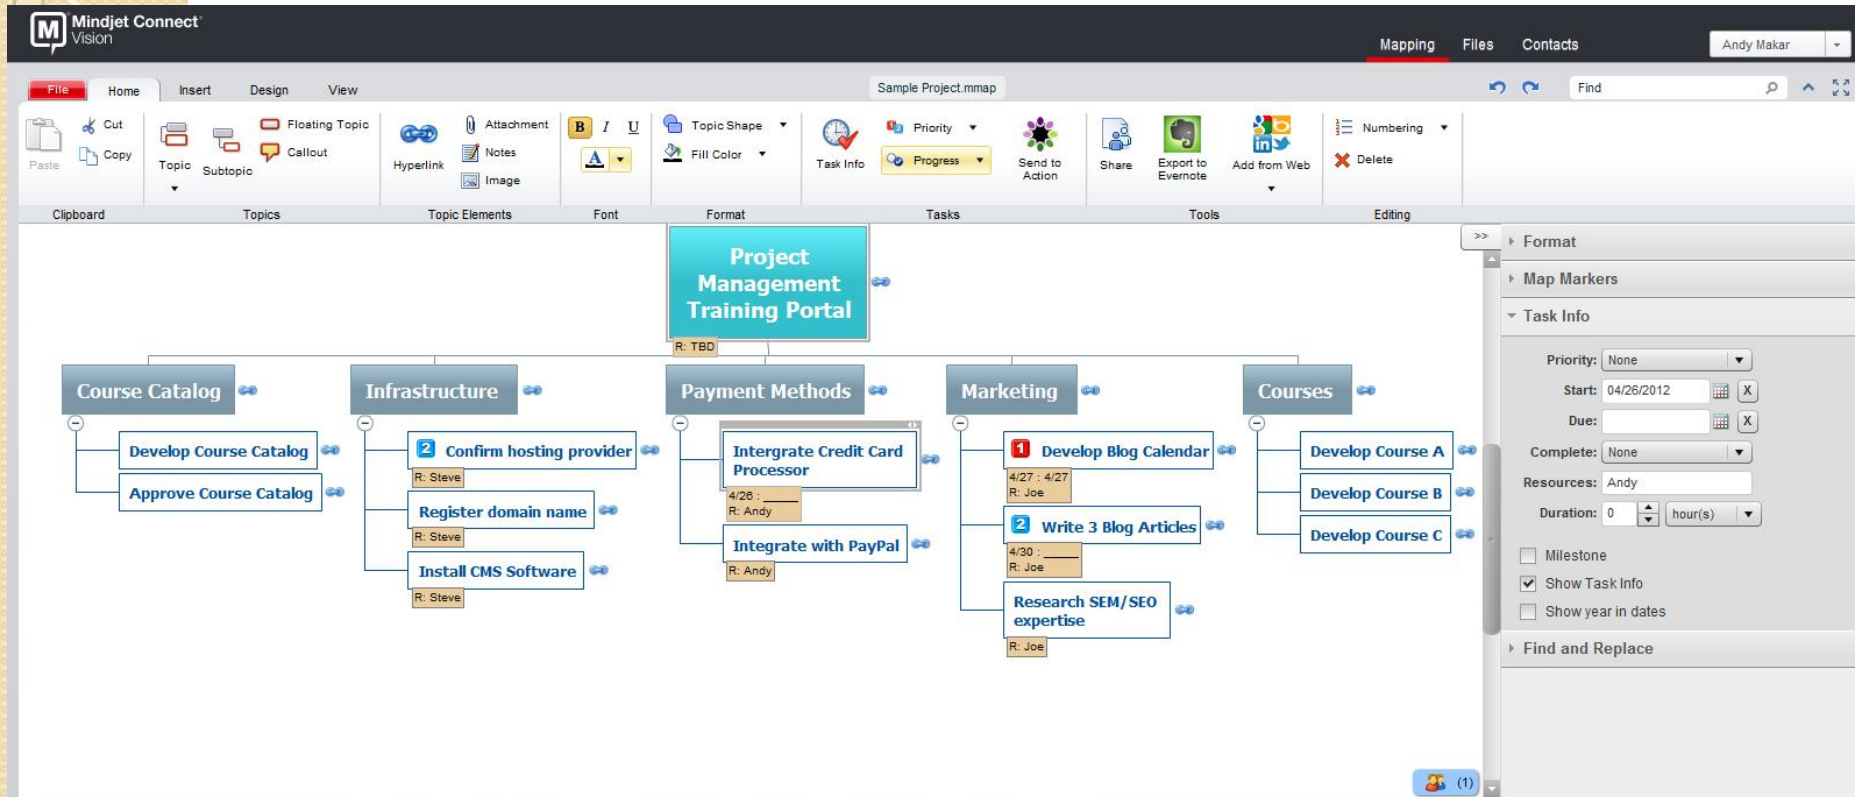 Mindjet Connect
Vision
Mapping Files Contacts Andy Makar
File Home Insert Design View Sample Project.mmap Find
Paste Cut Copy Topic Subtopic Floating Topic Callout
Hyperlink Attachment Notes Image
B I U A
Topic Shape Fill Color
Task Info Priority Progress Send to Action
Share Export to Evernote Add from Web
Numbering Delete
Clipboard Topics Topic Elements Font Format Tasks Tools Editing
>>
Project
Management
Training Portal
R: TBD
Course Catalog
Develop Course Catalog
Approve Course Catalog
Infrastructure
2 Confirm hosting provider
R: Steve
Register domain name
R: Steve
Install CMS Software
R: Steve
Payment Methods
Intergrate Credit Card
Processor
4/26 : _____
R: Andy
Integrate with PayPal
R: Andy
Marketing
1 Develop Blog Calendar
4/27 : 4/27
R: Joe
2 Write 3 Blog Articles
4/30 : _____
R: Joe
Research SEM/SEO
expertise
R: Joe
Courses
Develop Course A
Develop Course B
Develop Course C
Format
Map Markers
Task Info
Priority: None
Start: 04/26/2012 X
Due: X
Complete: None
Resources: Andy
Duration: 0 hour(s)
Milestone
Show Task Info
Show year in dates
Find and Replace
(1)